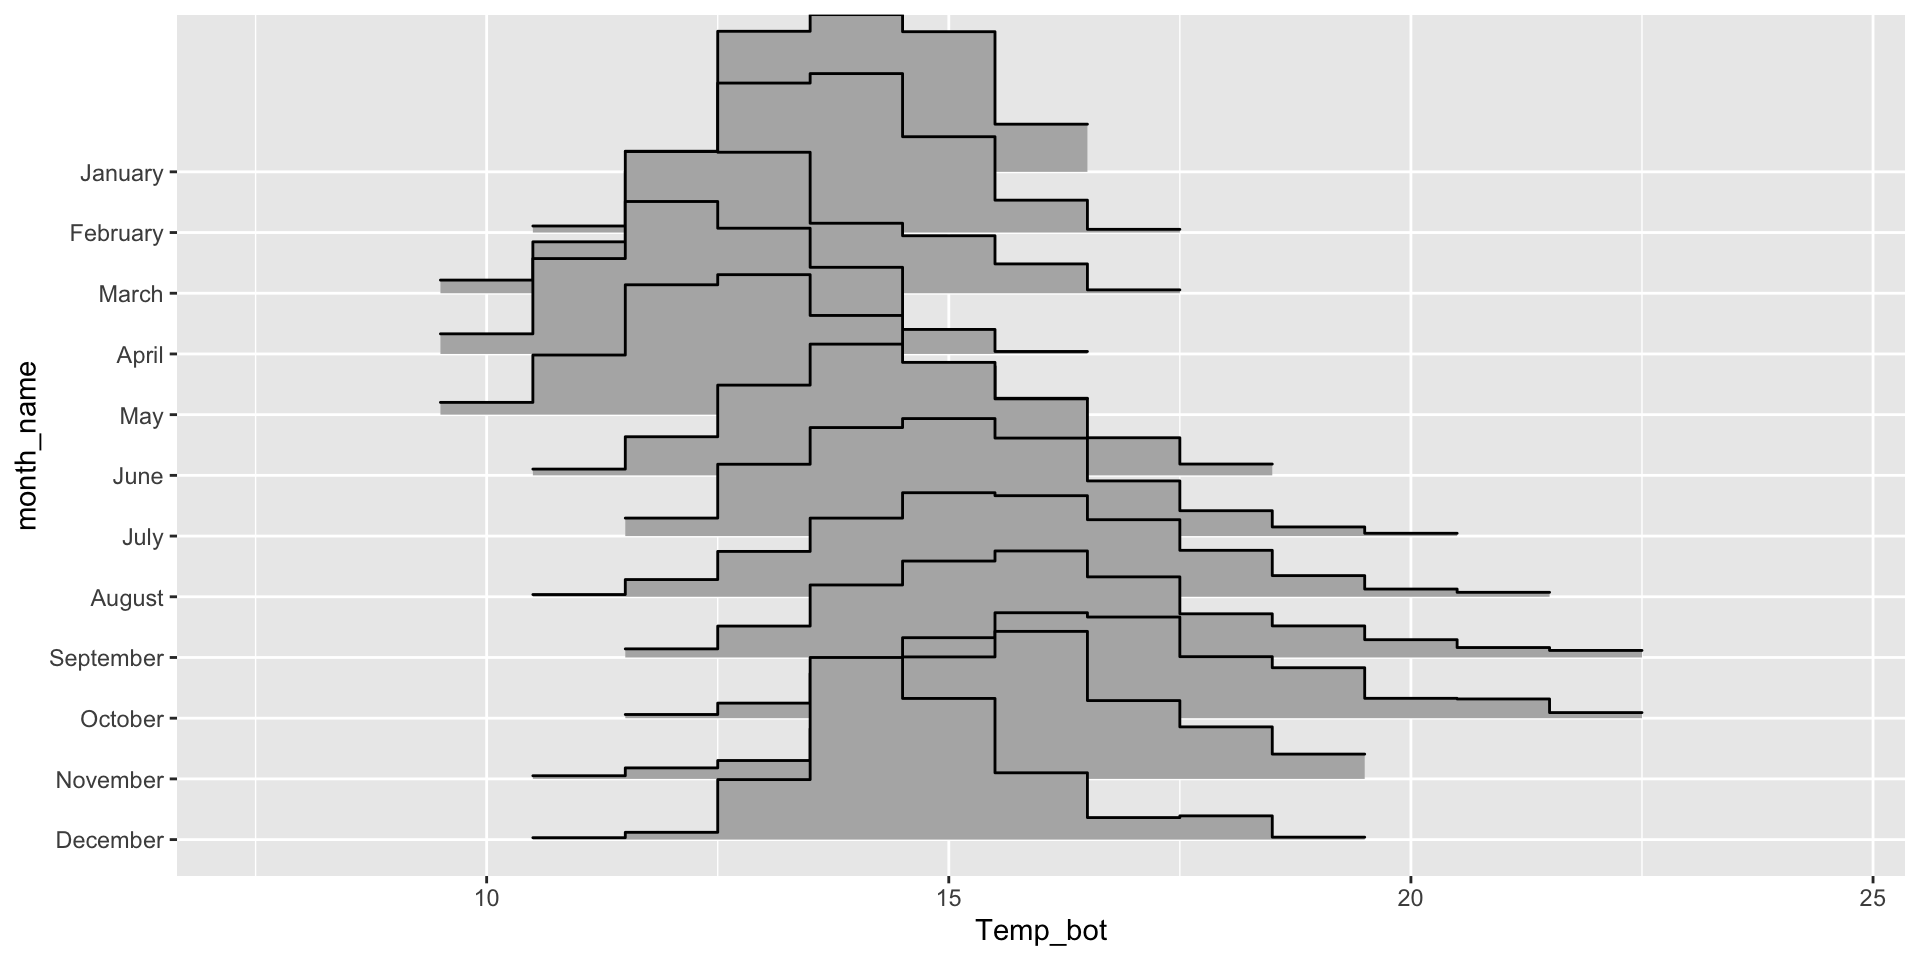 month_name
January
February
March
April
May
June
July
August
September
October
November
December
10 15 20 25
Temp_bot